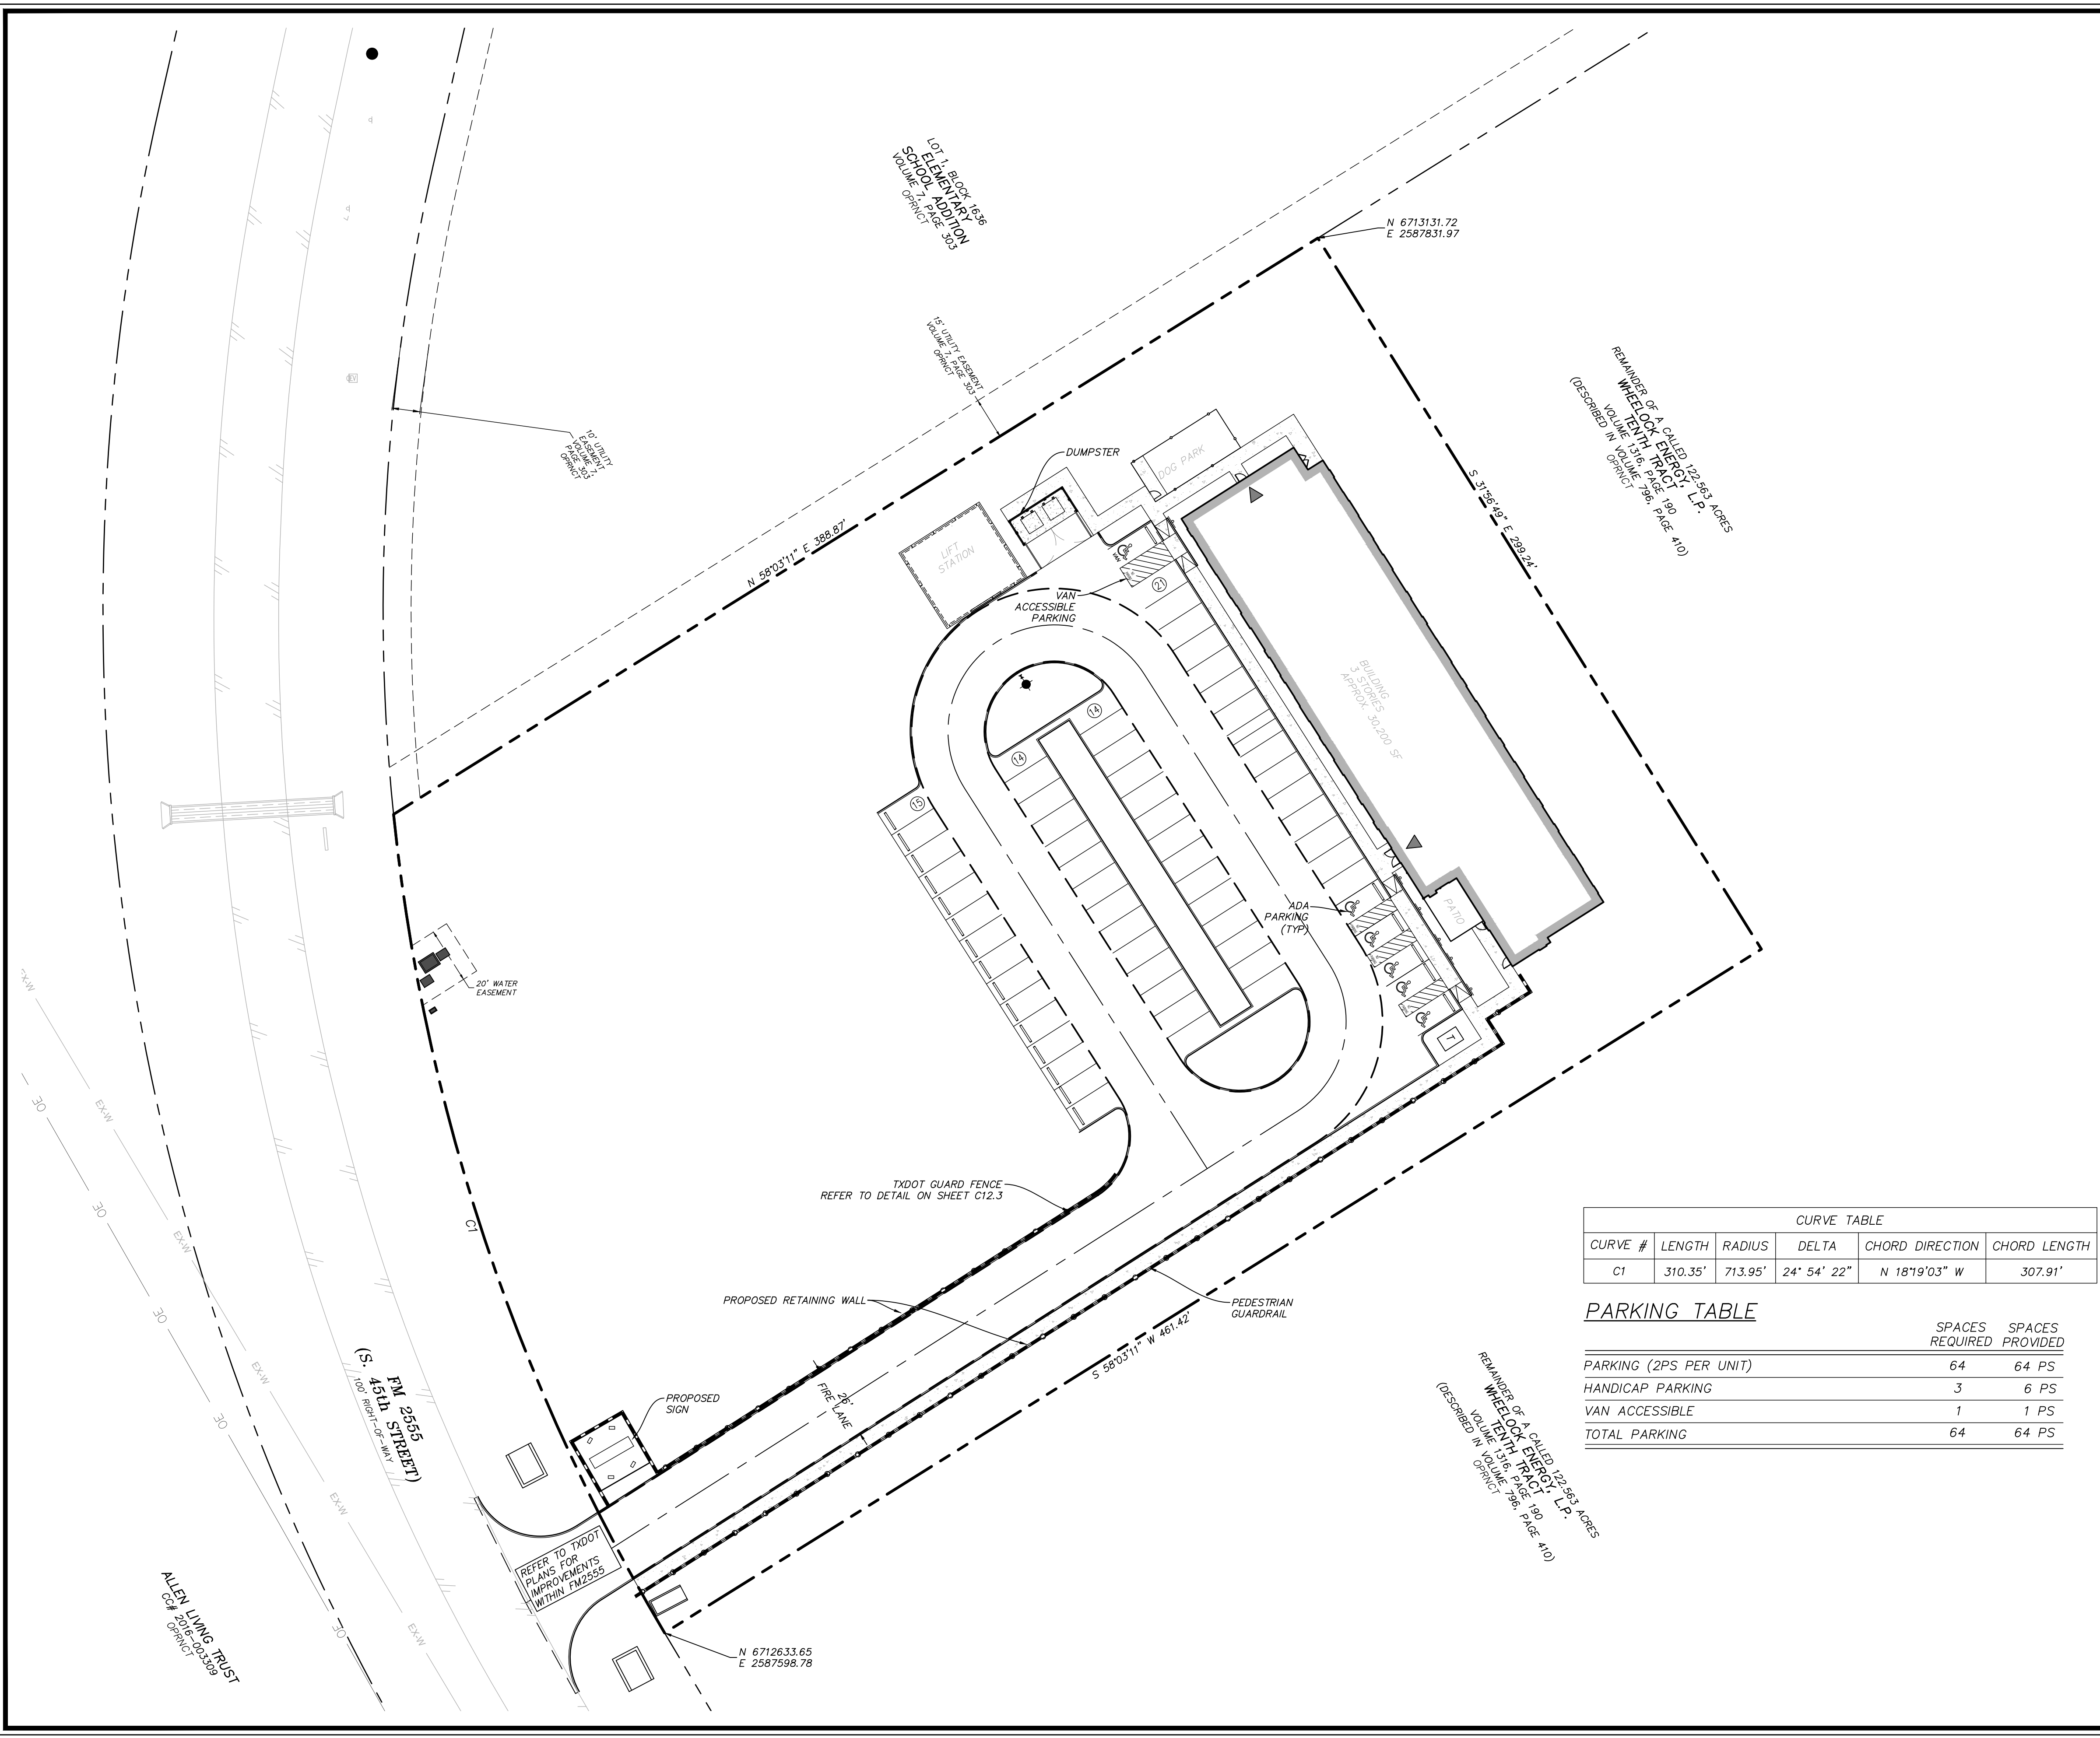 LOT 1, BLOCK 1636
ELEMENTARY
SCHOOL ADDITION
VOLUME 7, PAGE 303
OPRNCT
N 6713131.72
E 2587831.97
15' UTILITY EASEMENT
VOLUME 7, PAGE 303
OPRNCT
REMAINDER OF A CALLED 122.563 ACRES
WHEELOCK ENERGY, L.P.
TENTH TRACT
VOLUME 1316, PAGE 190
(DESCRIBED IN VOLUME 796, PAGE 410)
OPRNCT
10' UTILITY
EASEMENT
VOLUME 7,
PAGE 303
OPRNCT
DUMPSTER
DOG PARK
S 31°56'49" E 299.24'
N 58°03'11" E 388.87'
LIFT
STATION
VAN
VAN
ACCESSIBLE
PARKING
21
BUILDING
3 STORIES
APPROX. 30,200 SF
14
14
15
ADA
PARKING
(TYP)
PATIO
T
20' WATER
EASEMENT
EX-W
EX-W
EX-W
EX-W
EX-W
EX-W
OE
OE
OE
OE
OE
C1
TXDOT GUARD FENCE
REFER TO DETAIL ON SHEET C12.3
PROPOSED RETAINING WALL
PEDESTRIAN
GUARDRAIL
S 58°03'11" W 461.42'
26'
FIRE LANE
PROPOSED
SIGN
FM 2555
(S. 45th STREET)
100' RIGHT-OF-WAY
REFER TO TXDOT
PLANS FOR
IMPROVEMENTS
WITHIN FM2555
N 6712633.65
E 2587598.78
ALLEN LIVING TRUST
CC# 2016-003309
OPRNCT
REMAINDER OF A CALLED 122.563 ACRES
WHEELOCK ENERGY, L.P.
TENTH TRACT
VOLUME 1316, PAGE 190
(DESCRIBED IN VOLUME 796, PAGE 410)
OPRNCT
CURVE TABLE
CURVE # LENGTH RADIUS DELTA CHORD DIRECTION CHORD LENGTH
C1 310.35' 713.95' 24° 54' 22" N 18°19'03" W 307.91'
PARKING TABLE
SPACES REQUIRED SPACES PROVIDED
PARKING (2PS PER UNIT) 64 64 PS
HANDICAP PARKING 3 6 PS
VAN ACCESSIBLE 1 1 PS
TOTAL PARKING 64 64 PS